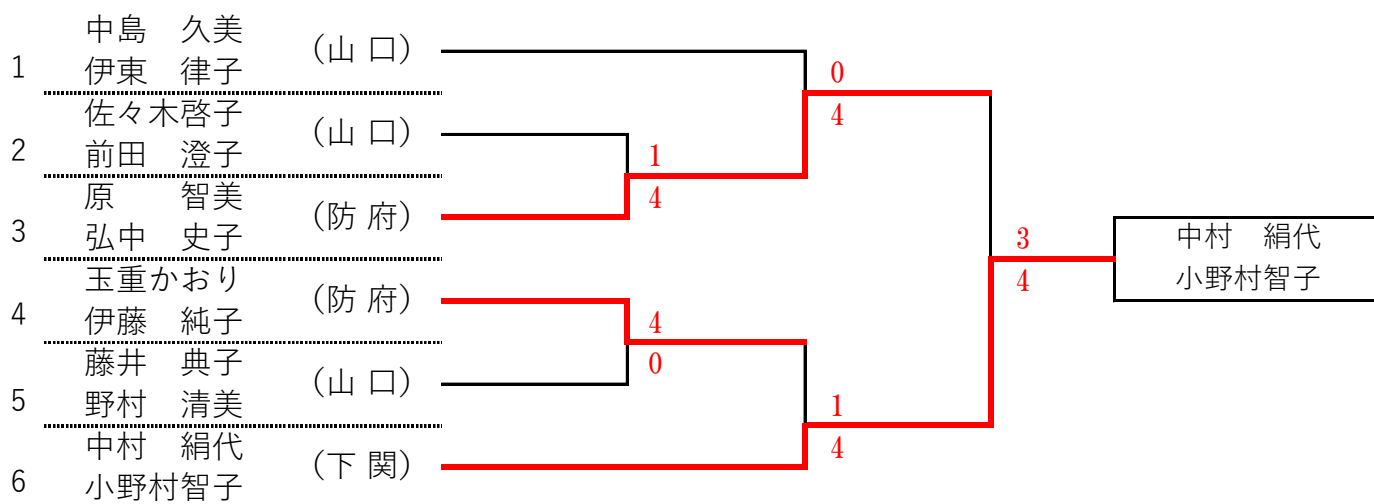 中島　久美
1 伊東　律子 (山 口)
佐々木啓子
2 前田　澄子 (山 口)
原　　智美
3 弘中　史子 (防 府)
玉重かおり
4 伊藤　純子 (防 府)
藤井　典子
5 野村　清美 (山 口)
中村　絹代
6 小野村智子 (下 関)
1
4
4
0
0
4
1
4
3
4
中村　絹代
小野村智子